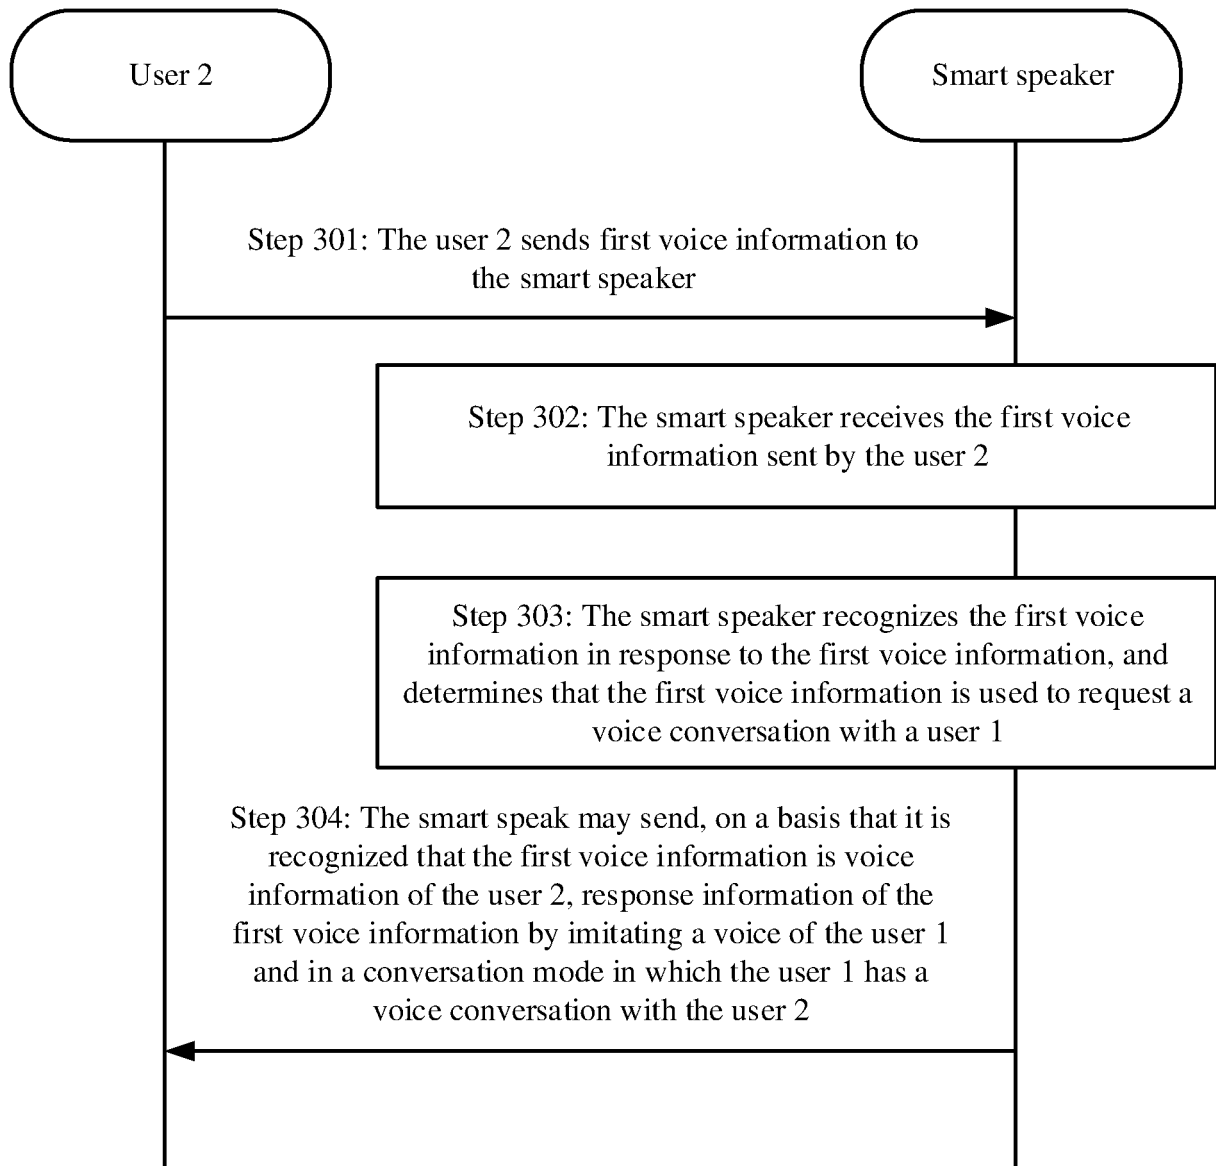 User 2
Smart speaker
Step 301: The user 2 sends first voice information to
the smart speaker
Step 302: The smart speaker receives the first voice
information sent by the user 2
Step 303: The smart speaker recognizes the first voice
information in response to the first voice information, and
determines that the first voice information is used to request a
voice conversation with a user 1
Step 304: The smart speak may send, on a basis that it is
recognized that the first voice information is voice
information of the user 2, response information of the
first voice information by imitating a voice of the user 1
and in a conversation mode in which the user 1 has a
voice conversation with the user 2